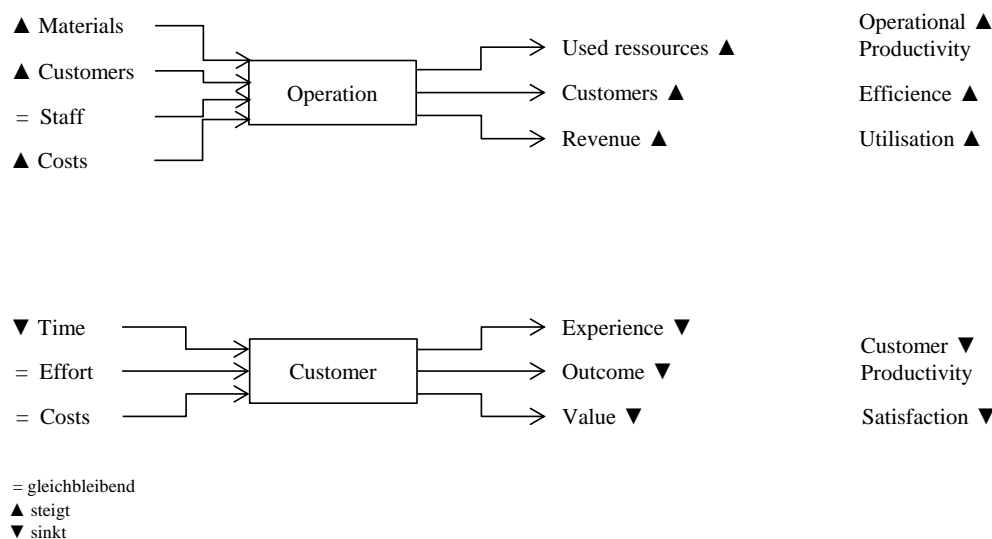 ▲ Materials
▲ Customers
= Staff
▲ Costs
Operation
Used ressources ▲
Customers ▲
Revenue ▲
Operational ▲
Productivity
Efficience ▲
Utilisation ▲
▼ Time
= Effort
= Costs
Customer
Experience ▼
Outcome ▼
Value ▼
Customer ▼
Productivity
Satisfaction ▼
= gleichbleibend
▲ steigt
▼ sinkt